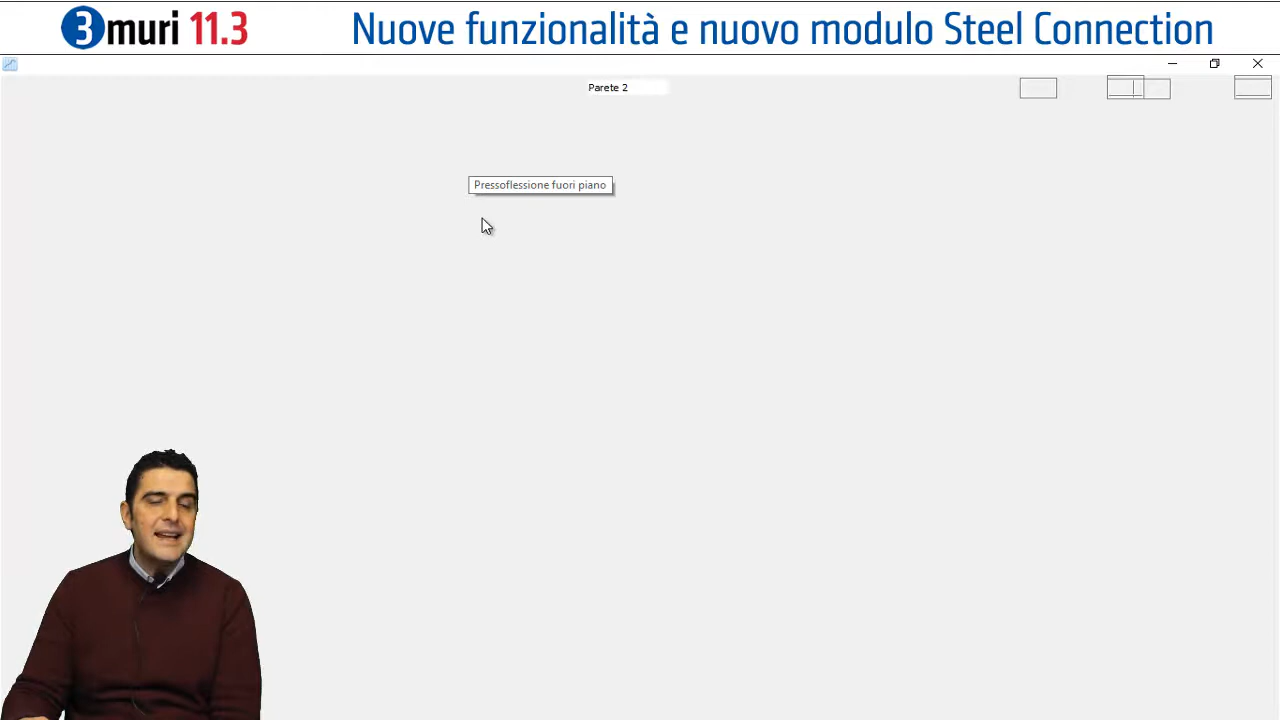 3muri 11.3
Nuove funzionalità e nuovo modulo Steel Connection
Parete 2
Pressoflessione fuori piano